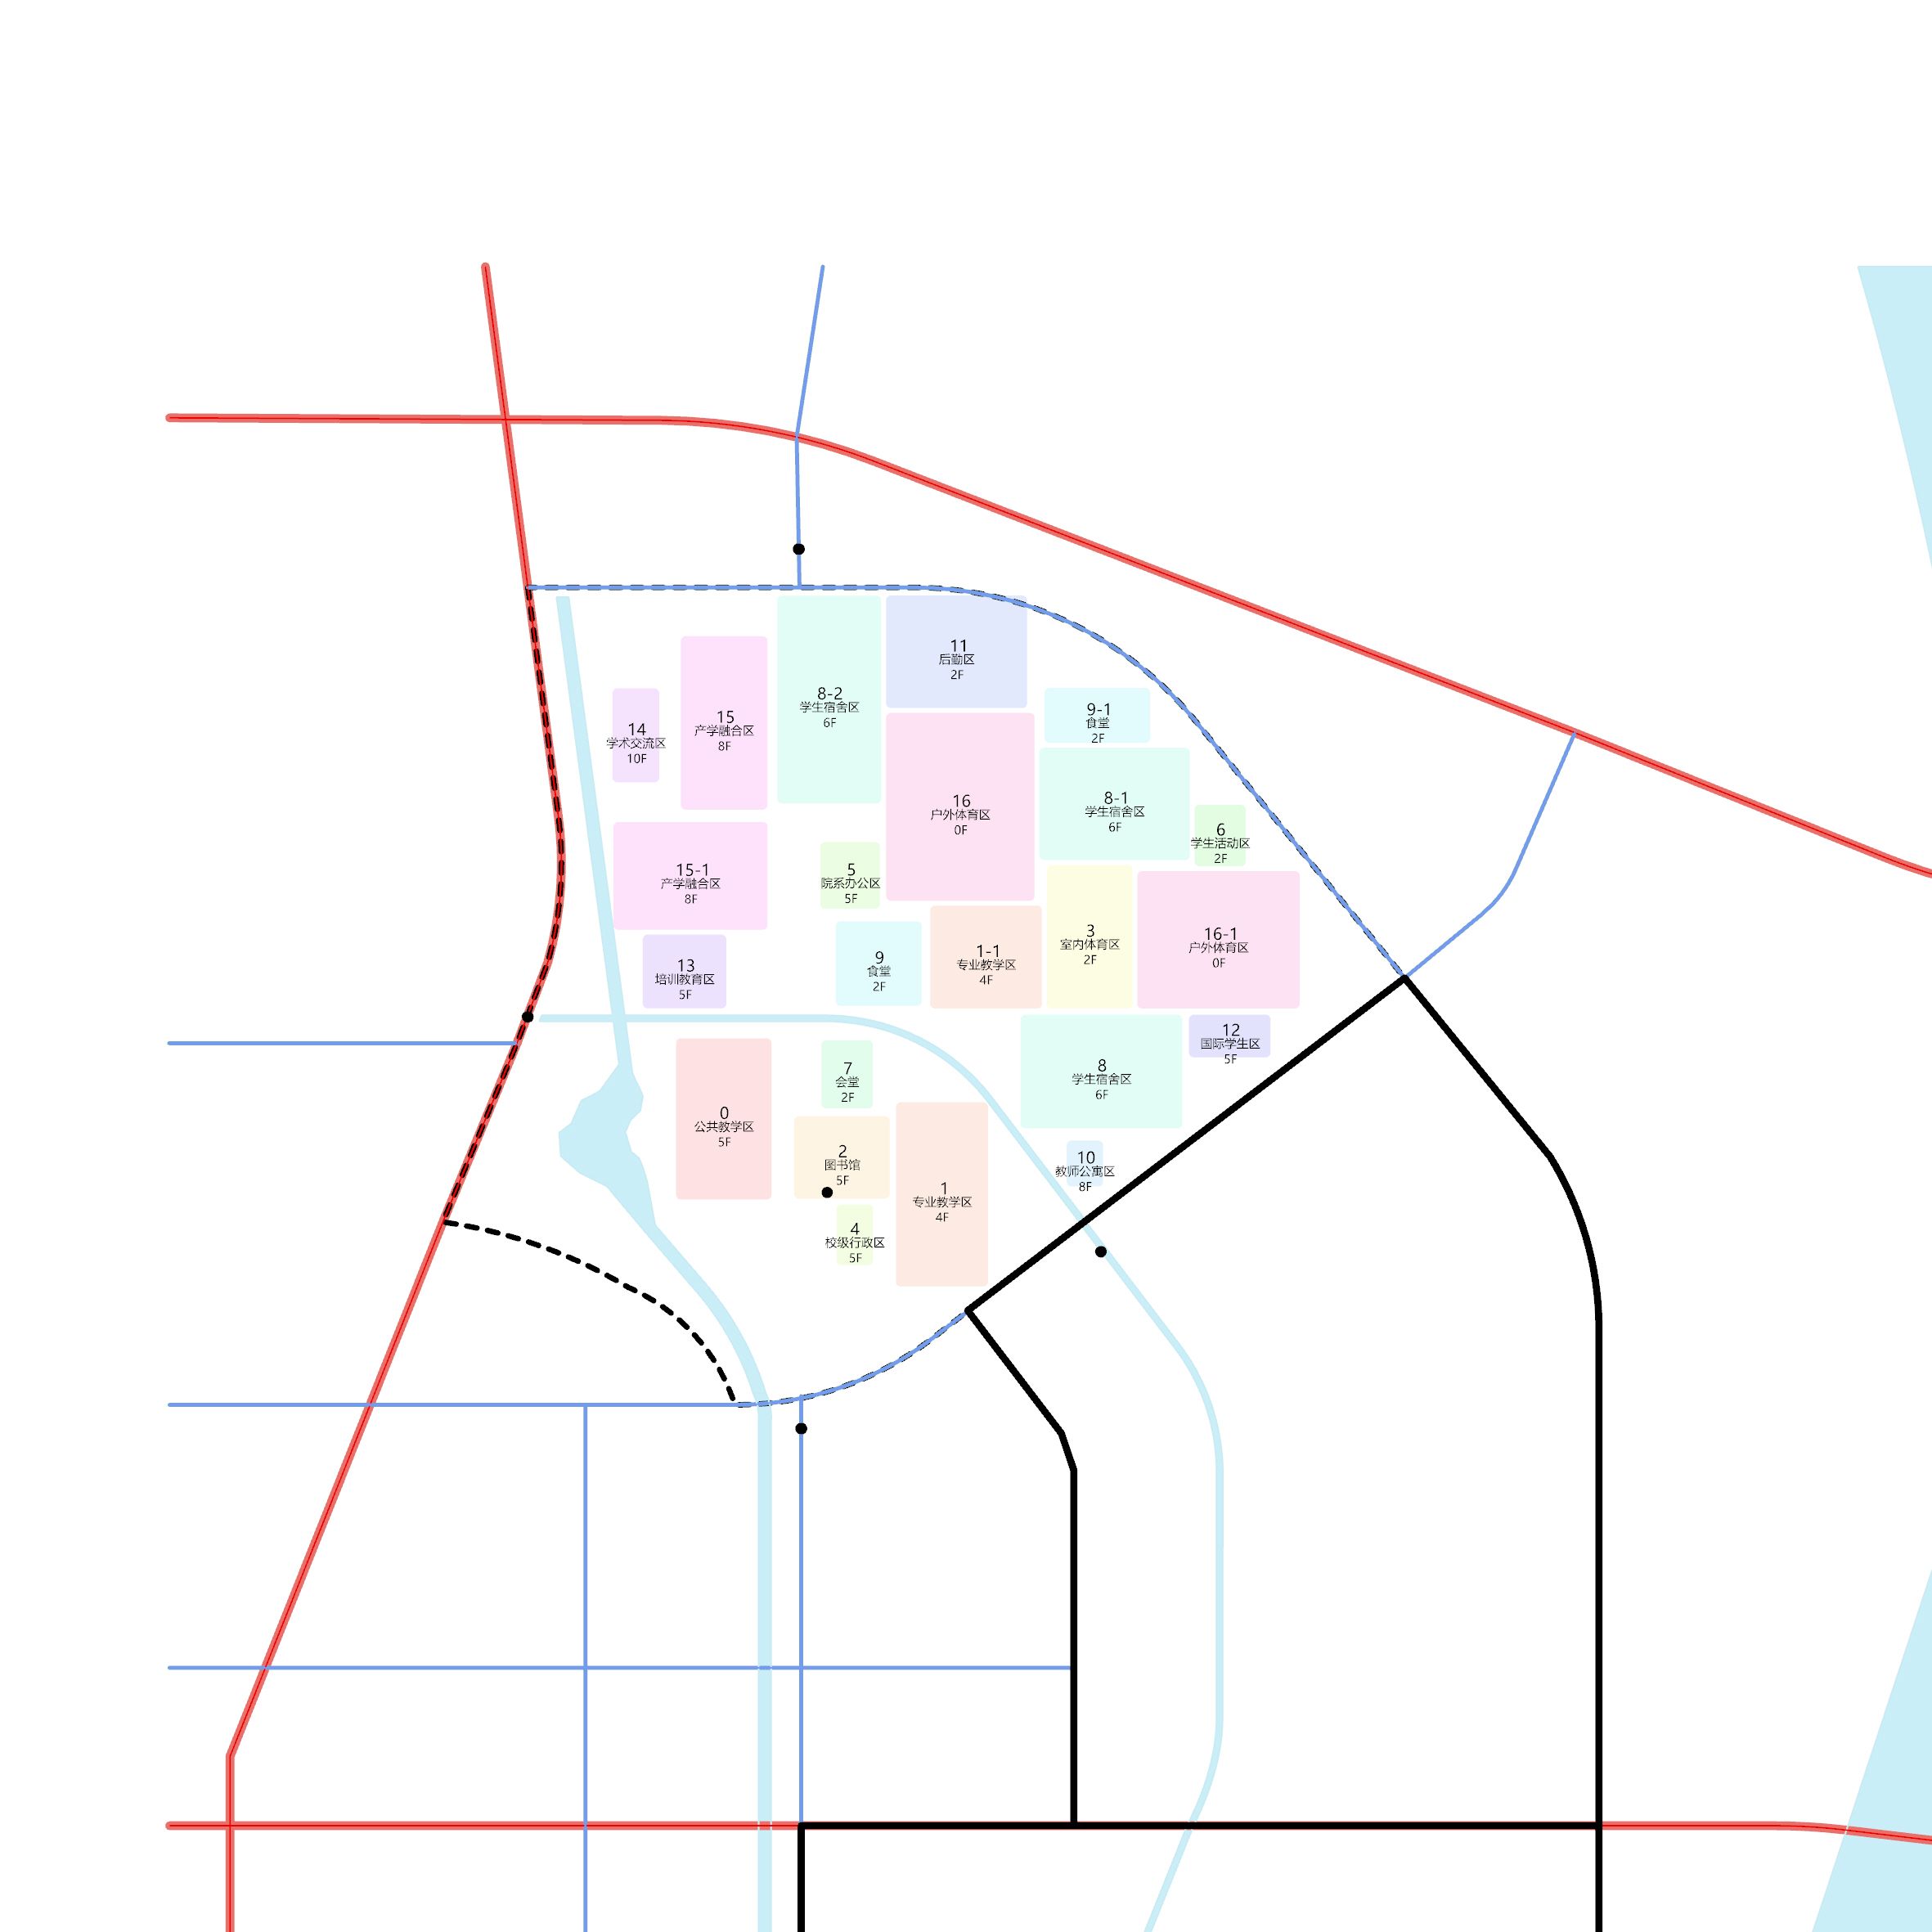 11
后勤区
2F
8-2
学生宿舍区
6F
9-1
食堂
2F
15
产学融合区
8F
14
学术交流区
10F
16
户外体育区
0F
8-1
学生宿舍区
6F
6
学生活动区
2F
15-1
产学融合区
8F
5
院系办公区
5F
3
室内体育区
2F
16-1
户外体育区
0F
1-1
专业教学区
4F
9
食堂
2F
13
培训教育区
5F
12
国际学生区
5F
8
学生宿舍区
6F
7
会堂
2F
0
公共教学区
5F
2
图书馆
5F
10
教师公寓区
8F
1
专业教学区
4F
4
校级行政区
5F